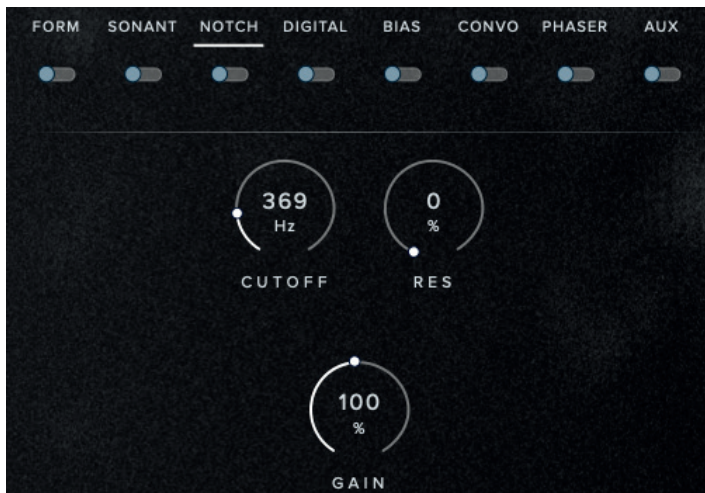 FORM SONANT NOTCH DIGITAL BIAS CONVO PHASER AUX
369 0
Hz %
CUTOFF RES
100
%
GAIN